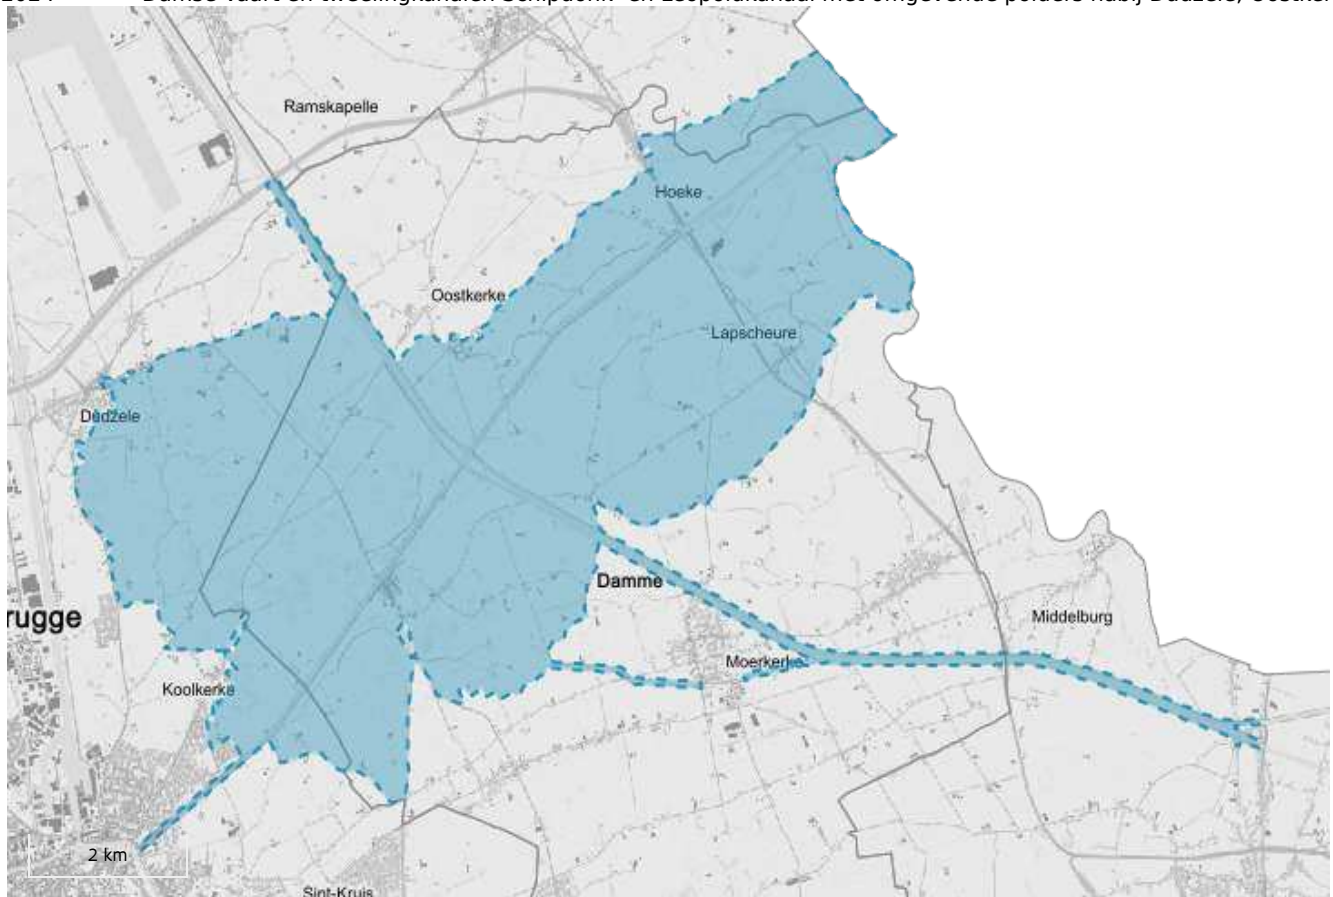 Damse Vaart en tweelingkanalen Schipdonk- en Leopoldkanaal met omgevende polders nabij Dudzele, Oostker
Ramskapelle
Hoeke
Oostkerke
Lapscheure
Dudzele
Damme
rugge
Middelburg
Moerkerke
Koolkerke
2 km
Sint-Kruis